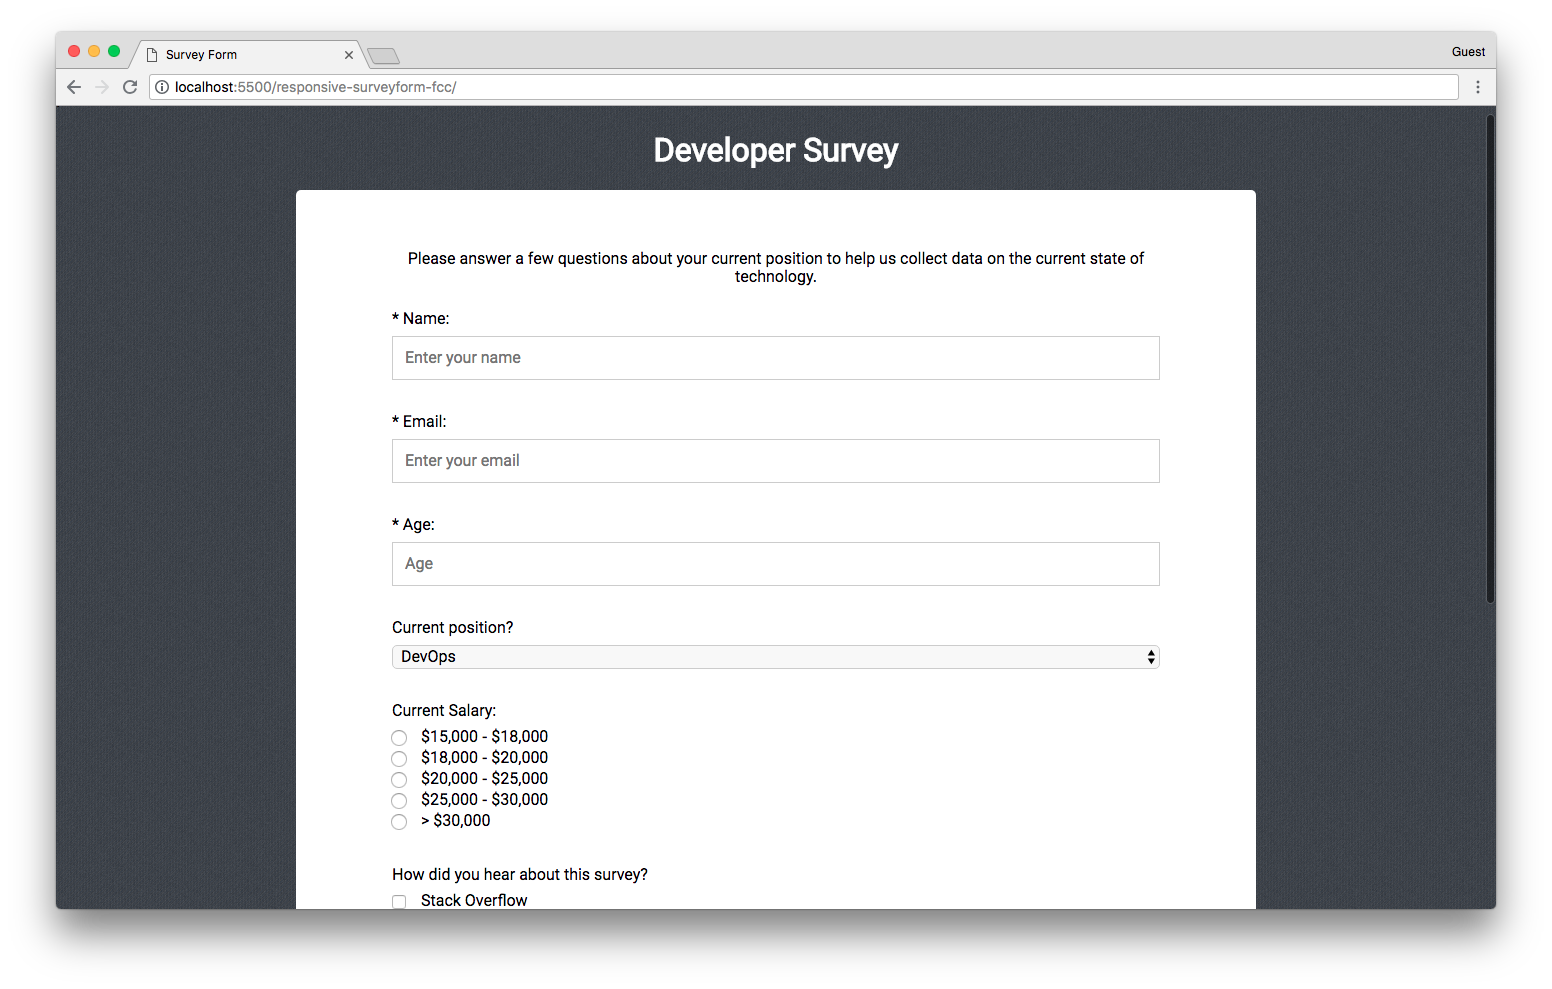 Survey Form
Guest
localhost:5500/responsive-surveyform-fcc/
Developer Survey
Please answer a few questions about your current position to help us collect data on the current state of
technology.
* Name:
Enter your name
* Email:
Enter your email
* Age:
Age
Current position?
DevOps
Current Salary:
$15,000 - $18,000
$18,000 - $20,000
$20,000 - $25,000
$25,000 - $30,000
> $30,000
How did you hear about this survey?
Stack Overflow